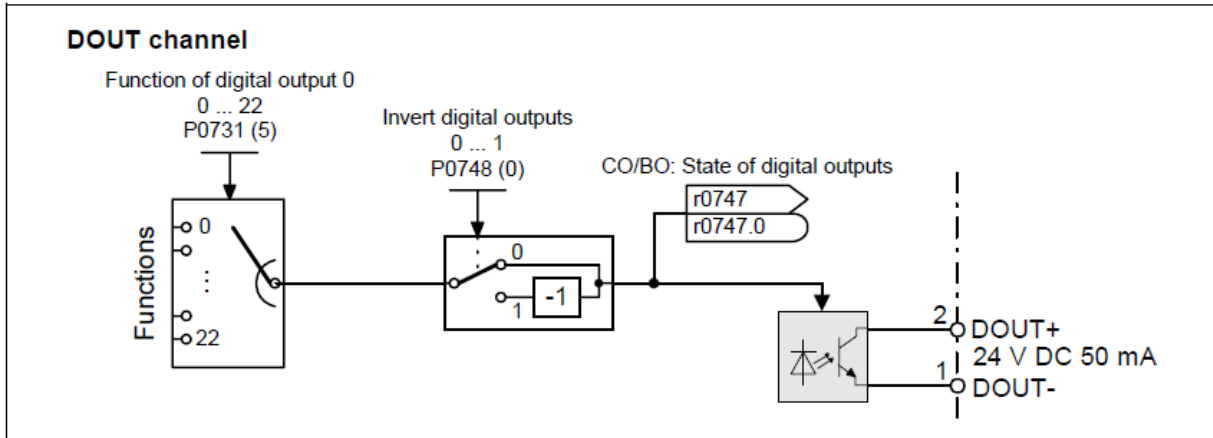 DOUT channel
Function of digital output 0
0 ... 22
P0731 (5)
Invert digital outputs
0 ... 1
P0748 (0)
CO/BO: State of digital outputs
r0747
r0747.0
Functions
0
22
0
1
-1
2
DOUT+
24 V DC 50 mA
1
DOUT-